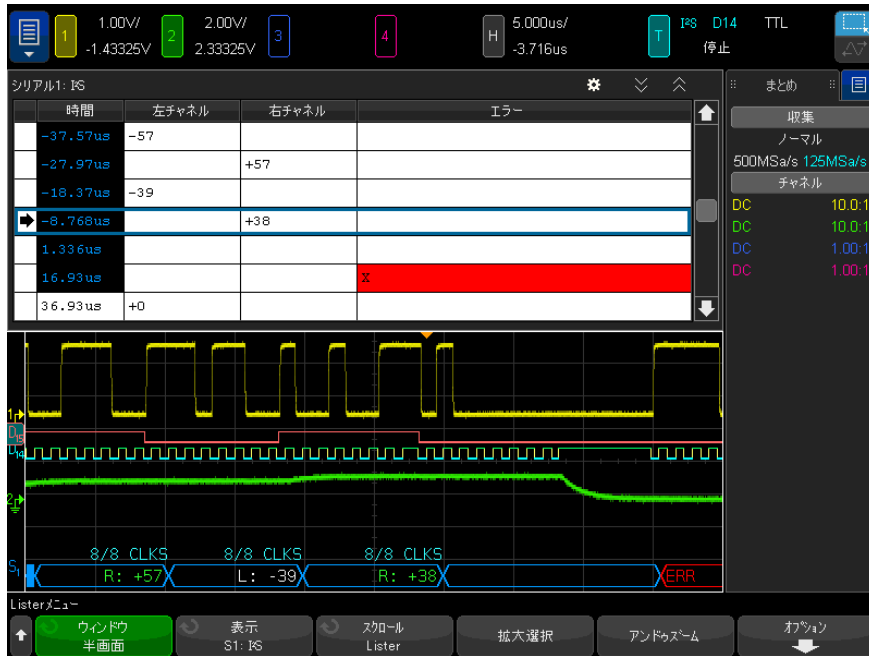 1 1.00V/ 2 2.00V/ 3 4 H 5.000us/ T I²S D14 TTL
-1.43325V 2.33325V -3.716us 停止
シリアル1: I²S
時間 左チャネル 右チャネル エラー
-37.57us -57
-27.97us +57
-18.37us -39
-8.768us +38
1.336us
16.93us X
36.93us +0
まとめ
収集
ノーマル
500MSa/s 125MSa/s
チャネル
DC 10.0:1
DC 10.0:1
DC 1.00:1
DC 1.00:1
1
D15
D14
2
8/8 CLKS 8/8 CLKS 8/8 CLKS
S1 R: +57 L: -39 R: +38 ERR
Listerメニュー
ウィンドウ 表示 スクロール 拡大選択 アンドゥズーム オプション
半画面 S1: I²S Lister